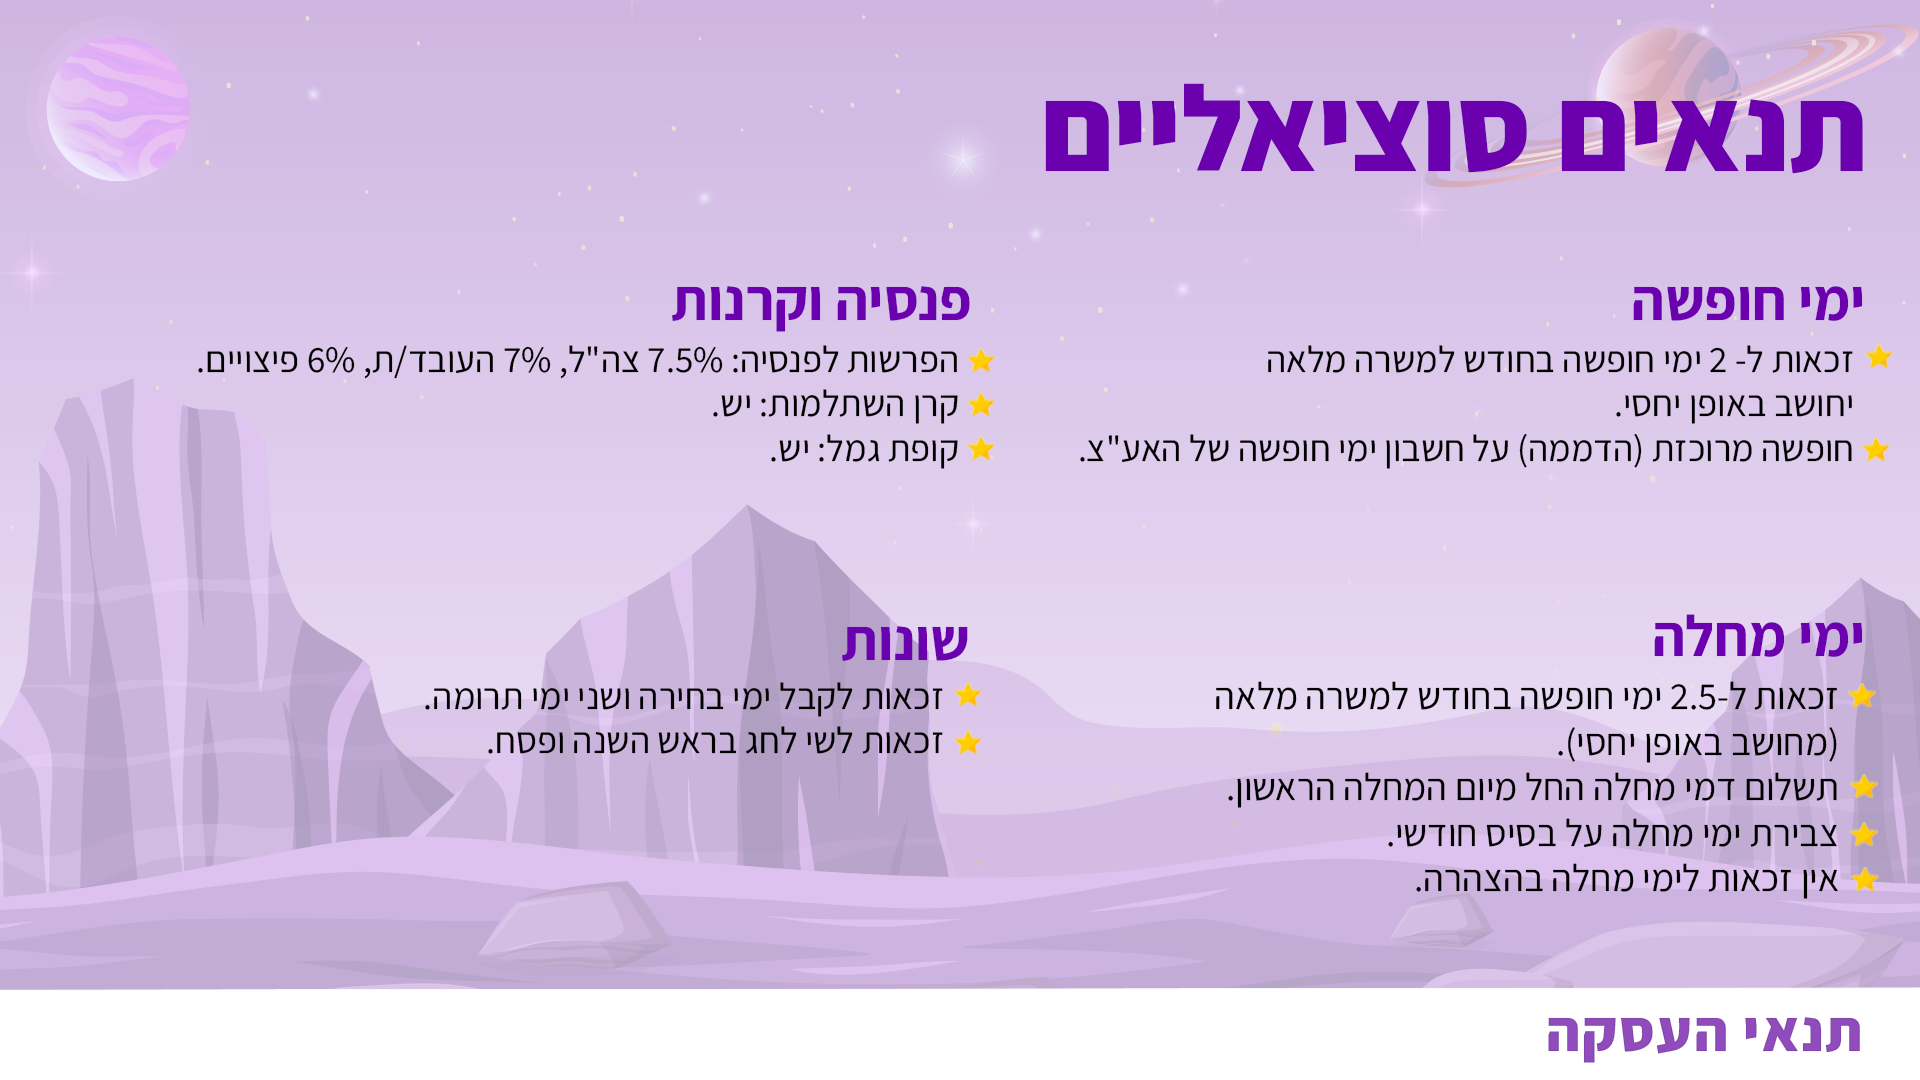 תנאים סוציאליים
ימי חופשה
זכאות ל- 2 ימי חופשה בחודש למשרה מלאה
יחושב באופן יחסי.
חופשה מרוכזת (הדממה) על חשבון ימי חופשה של האע"צ.
פנסיה וקרנות
הפרשות לפנסיה: 7.5% צה"ל, 7% העובד/ת, 6% פיצויים.
קרן השתלמות: יש.
קופת גמל: יש.
ימי מחלה
זכאות ל-2.5 ימי חופשה בחודש למשרה מלאה
(מחושב באופן יחסי).
תשלום דמי מחלה החל מיום המחלה הראשון.
צבירת ימי מחלה על בסיס חודשי.
אין זכאות לימי מחלה בהצהרה.
שונות
זכאות לקבל ימי בחירה ושני ימי תרומה.
זכאות לשי לחג בראש השנה ופסח.
תנאי העסקה